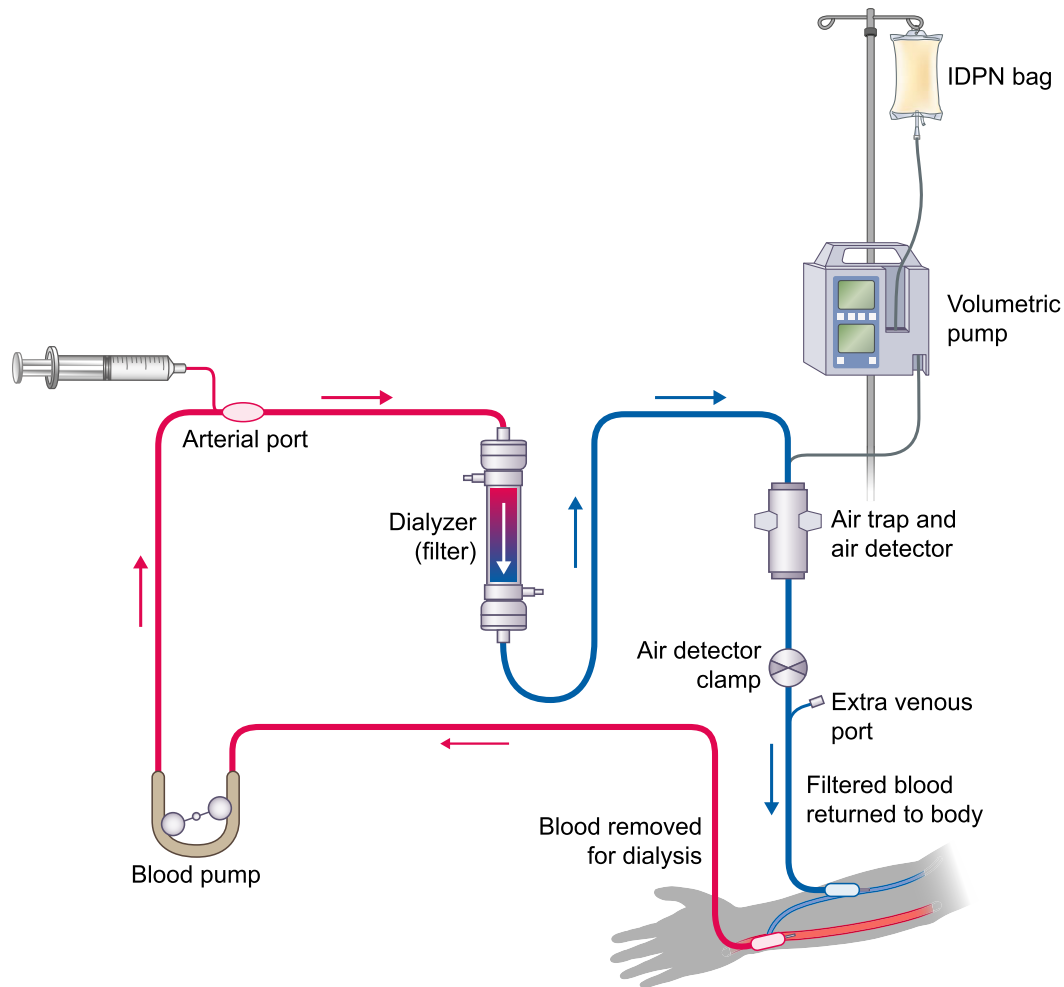 IDPN bag
Volumetric
pump
Arterial port
Dialyzer
(filter)
Air trap and
air detector
Air detector
clamp
Extra venous
port
Filtered blood
returned to body
Blood removed
for dialysis
Blood pump